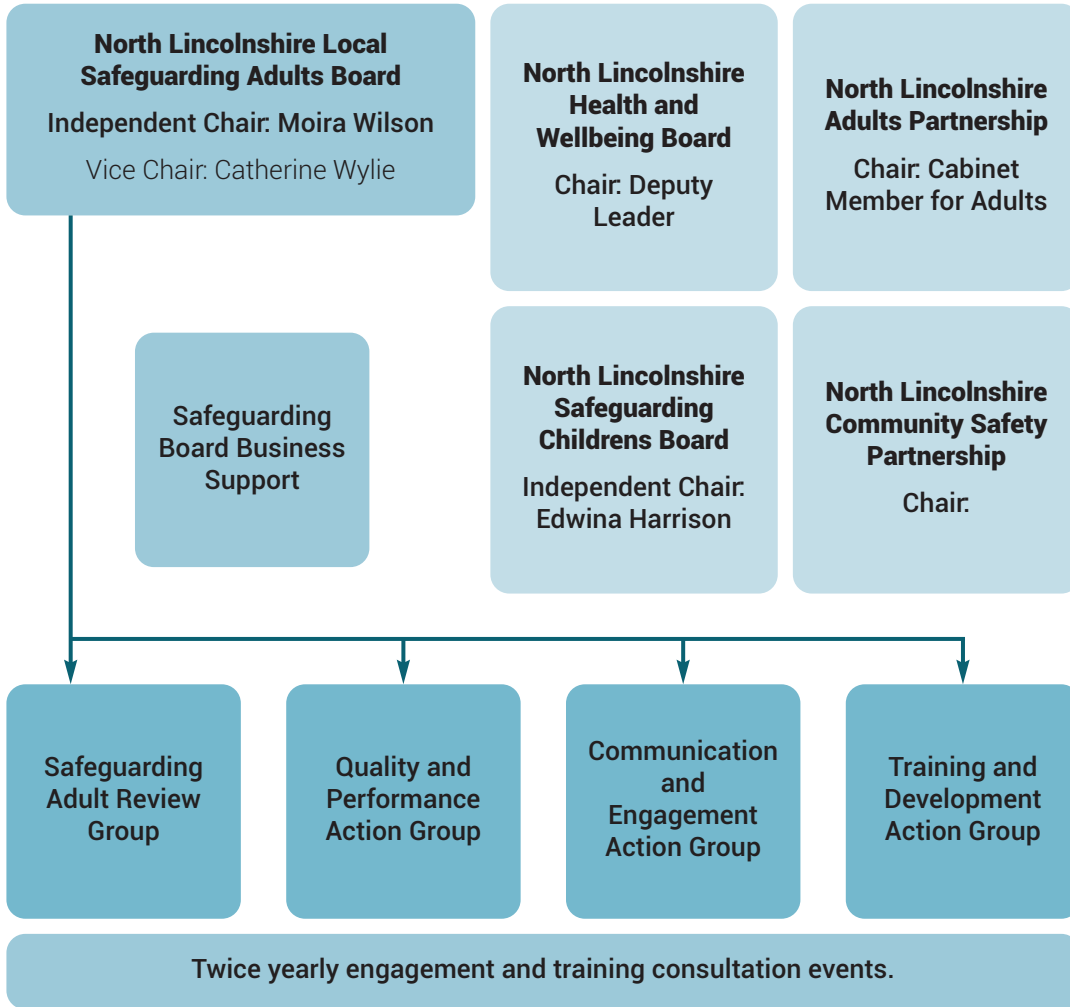 North Lincolnshire Local
Safeguarding Adults Board
Independent Chair: Moira Wilson
Vice Chair: Catherine Wylie
North Lincolnshire
Health and
Wellbeing Board
Chair: Deputy
Leader
North Lincolnshire
Adults Partnership
Chair: Cabinet
Member for Adults
Safeguarding
Board Business
Support
North Lincolnshire
Safeguarding
Childrens Board
Independent Chair:
Edwina Harrison
North Lincolnshire
Community Safety
Partnership
Chair:
Safeguarding
Adult Review
Group
Quality and
Performance
Action Group
Communication
and
Engagement
Action Group
Training and
Development
Action Group
Twice yearly engagement and training consultation events.